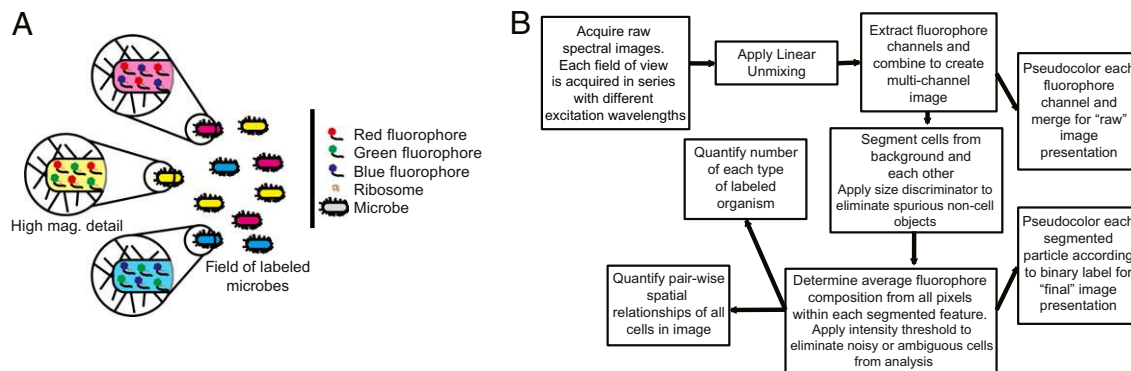 A
Red fluorophore
Green fluorophore
Blue fluorophore
Ribosome
Microbe
High mag. detail
Field of labeled
microbes
B
Acquire raw
spectral images.
Each field of view
is acquired in series
with different
excitation wavelengths
Apply Linear
Unmixing
Extract fluorophore
channels and
combine to create
multi-channel
image
Pseudocolor each
fluorophore
channel and
merge for “raw”
image
presentation
Segment cells from
background and
each other
Apply size discriminator to
eliminate spurious non-cell
objects
Quantify number
of each type
of labeled
organism
Quantify pair-wise
spatial
relationships of all
cells in image
Determine average fluorophore
composition from all pixels
within each segmented feature.
Apply intensity threshold to
eliminate noisy or ambiguous cells
from analysis
Pseudocolor each
segmented
particle according
to binary label for
“final” image
presentation